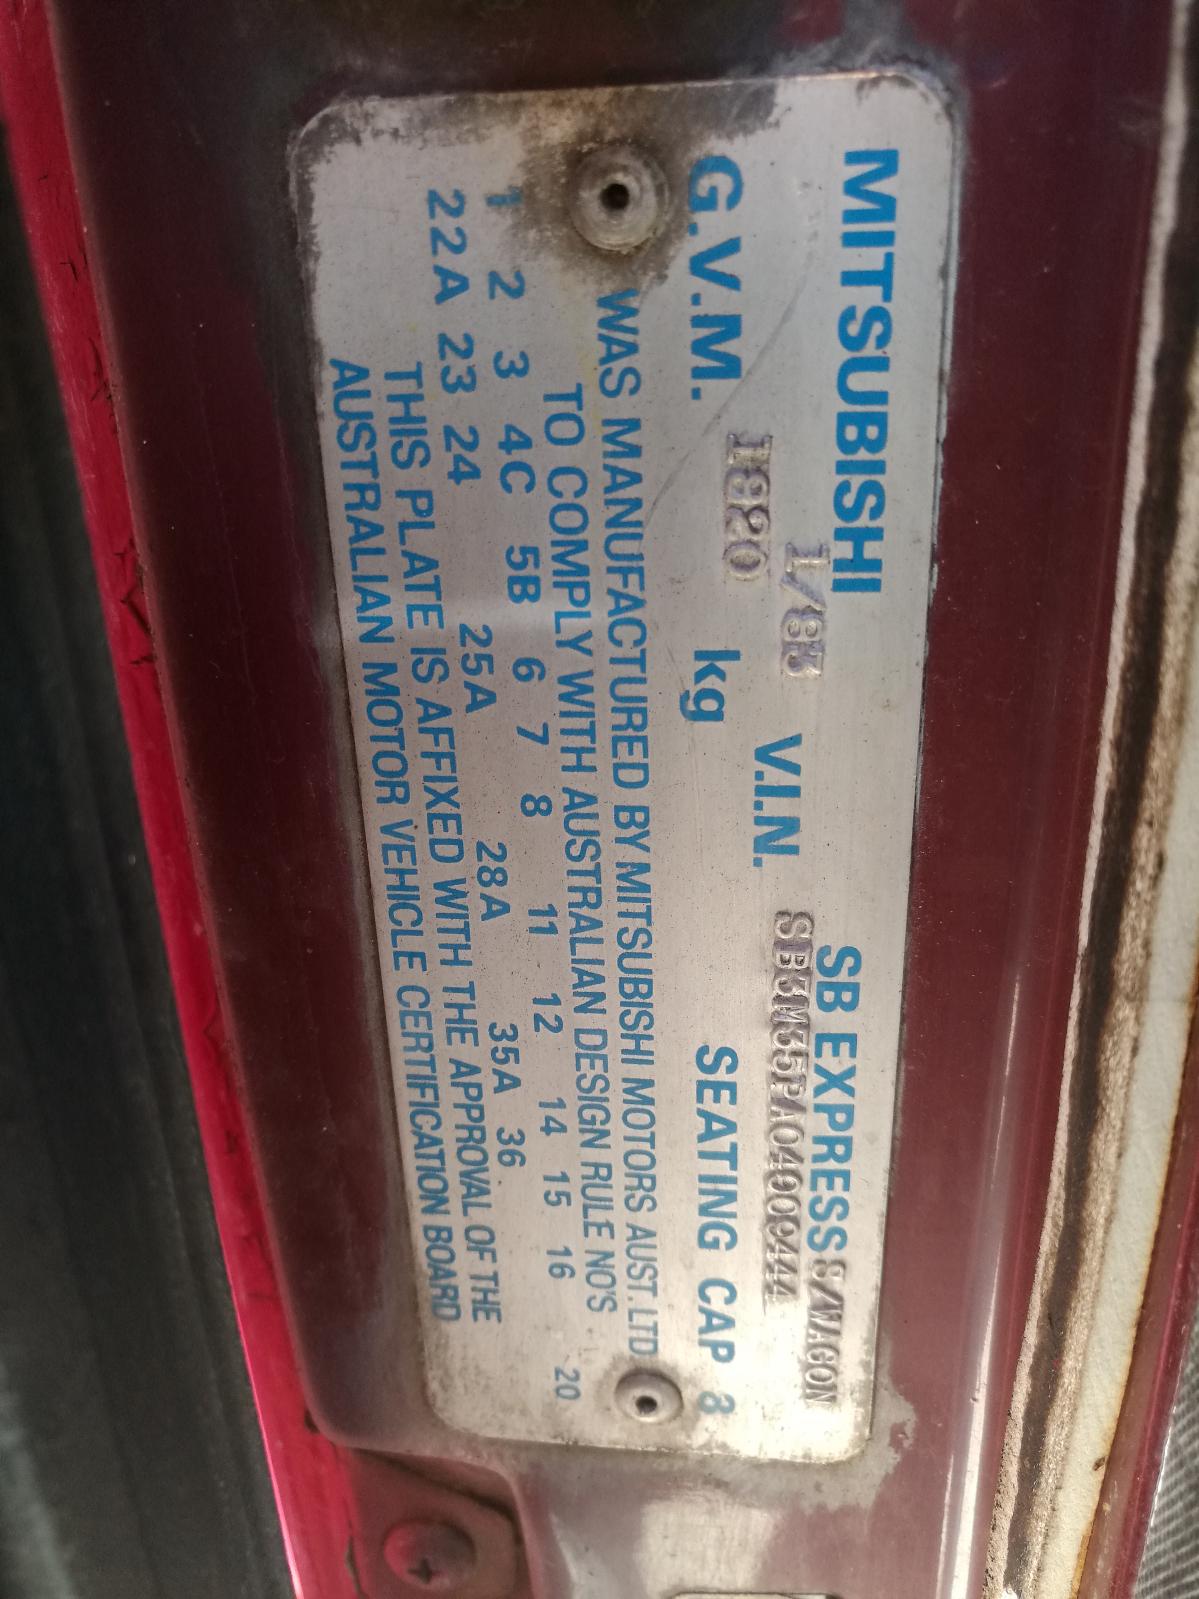 MITSUBISHI SB EXPRESS S/WAGON
1/83 V.I.N. SB3M35PA0400944
G.V.M. 1820 kg SEATING CAP 8
WAS MANUFACTURED BY MITSUBISHI MOTORS AUST. LTD
TO COMPLY WITH AUSTRALIAN DESIGN RULE NO'S
1 2 3 4C 5B 6 7 8 11 12 14 15 16 20
22A 23 24 25A 28A 35A 36
THIS PLATE IS AFFIXED WITH THE APPROVAL OF THE
AUSTRALIAN MOTOR VEHICLE CERTIFICATION BOARD